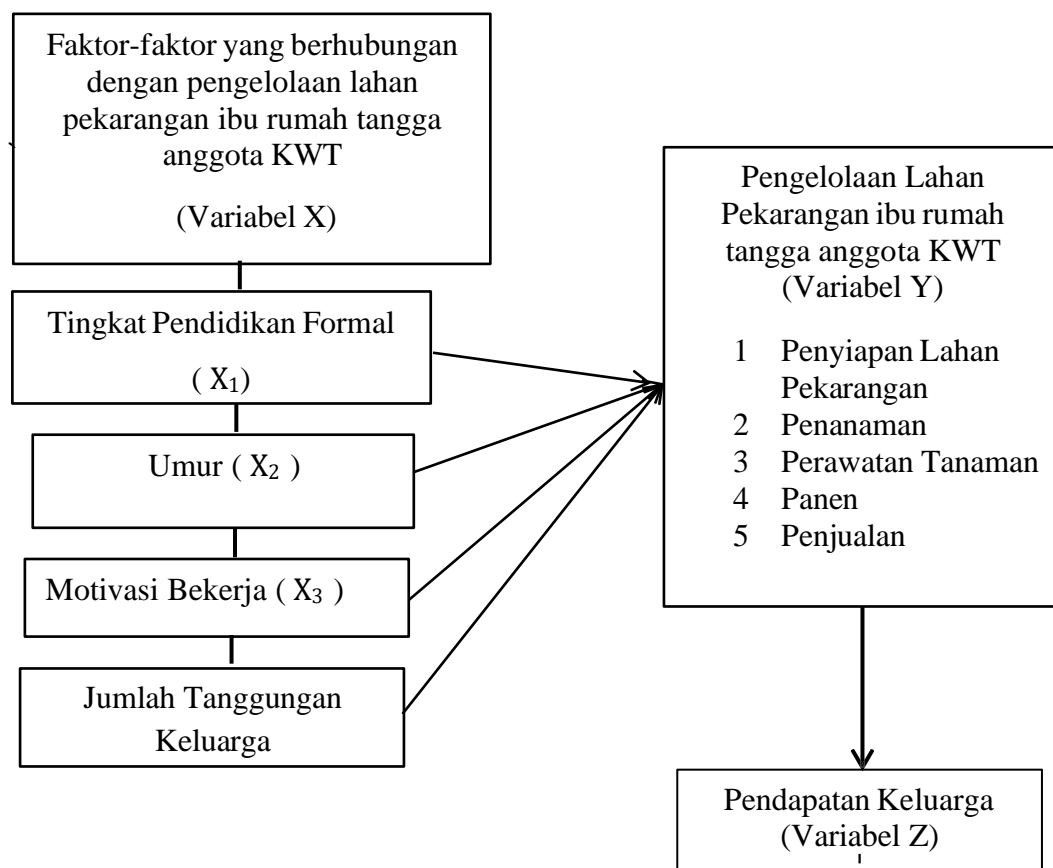 Faktor-faktor yang berhubungan
dengan pengelolaan lahan
pekarangan ibu rumah tangga
anggota KWT
(Variabel X)
Tingkat Pendidikan Formal
( X₁)
Umur ( X₂ )
Motivasi Bekerja ( X₃ )
Jumlah Tanggungan
Keluarga
Pengelolaan Lahan
Pekarangan ibu rumah
tangga anggota KWT
(Variabel Y)
1 Penyiapan Lahan
Pekarangan
2 Penanaman
3 Perawatan Tanaman
4 Panen
5 Penjualan
Pendapatan Keluarga
(Variabel Z)